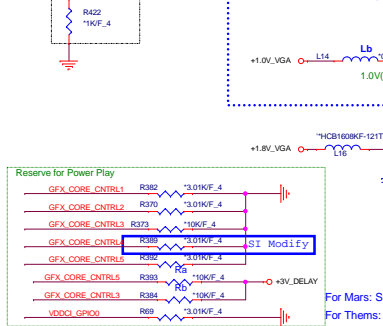 R422
*1K/F_4
+1.0V_VGA
L14
Lb
1.0V(
+1.8V_VGA
*HCB1608KF-121T
L16
Reserve for Power Play
GFX_CORE_CNTRL1 R382 *3.01K/F_4
GFX_CORE_CNTRL2 R370 *3.01K/F_4
GFX_CORE_CNTRL3 R373 *10K/F_4
GFX_CORE_CNTRL R389 *3.01K/F_4 SI Modify
GFX_CORE_CNTRL5 R392 *3.01K/F_4
Ra
GFX_CORE_CNTRL5 R393 *10K/F_4 +3V_DELAY
Rb
GFX_CORE_CNTRL3 R384 *10K/F_4
VDDCI_GPIO0 R69 *3.01K/F_4
For Mars: S
For Thems: